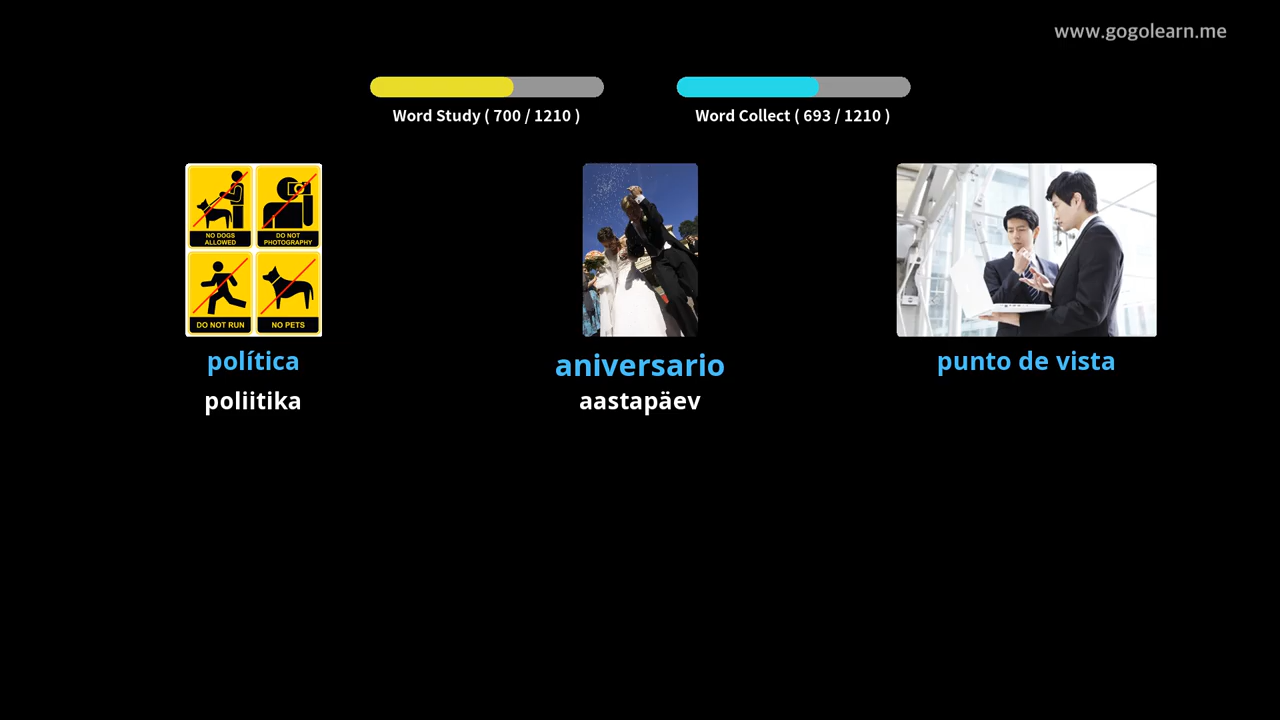 www.gogolearn.me
Word Study ( 700 / 1210 )
Word Collect ( 693 / 1210 )
NO DOGS
ALLOWED
DO NOT
PHOTOGRAPHY
DO NOT RUN
NO PETS
política
poliitika
aniversario
aastapäev
punto de vista